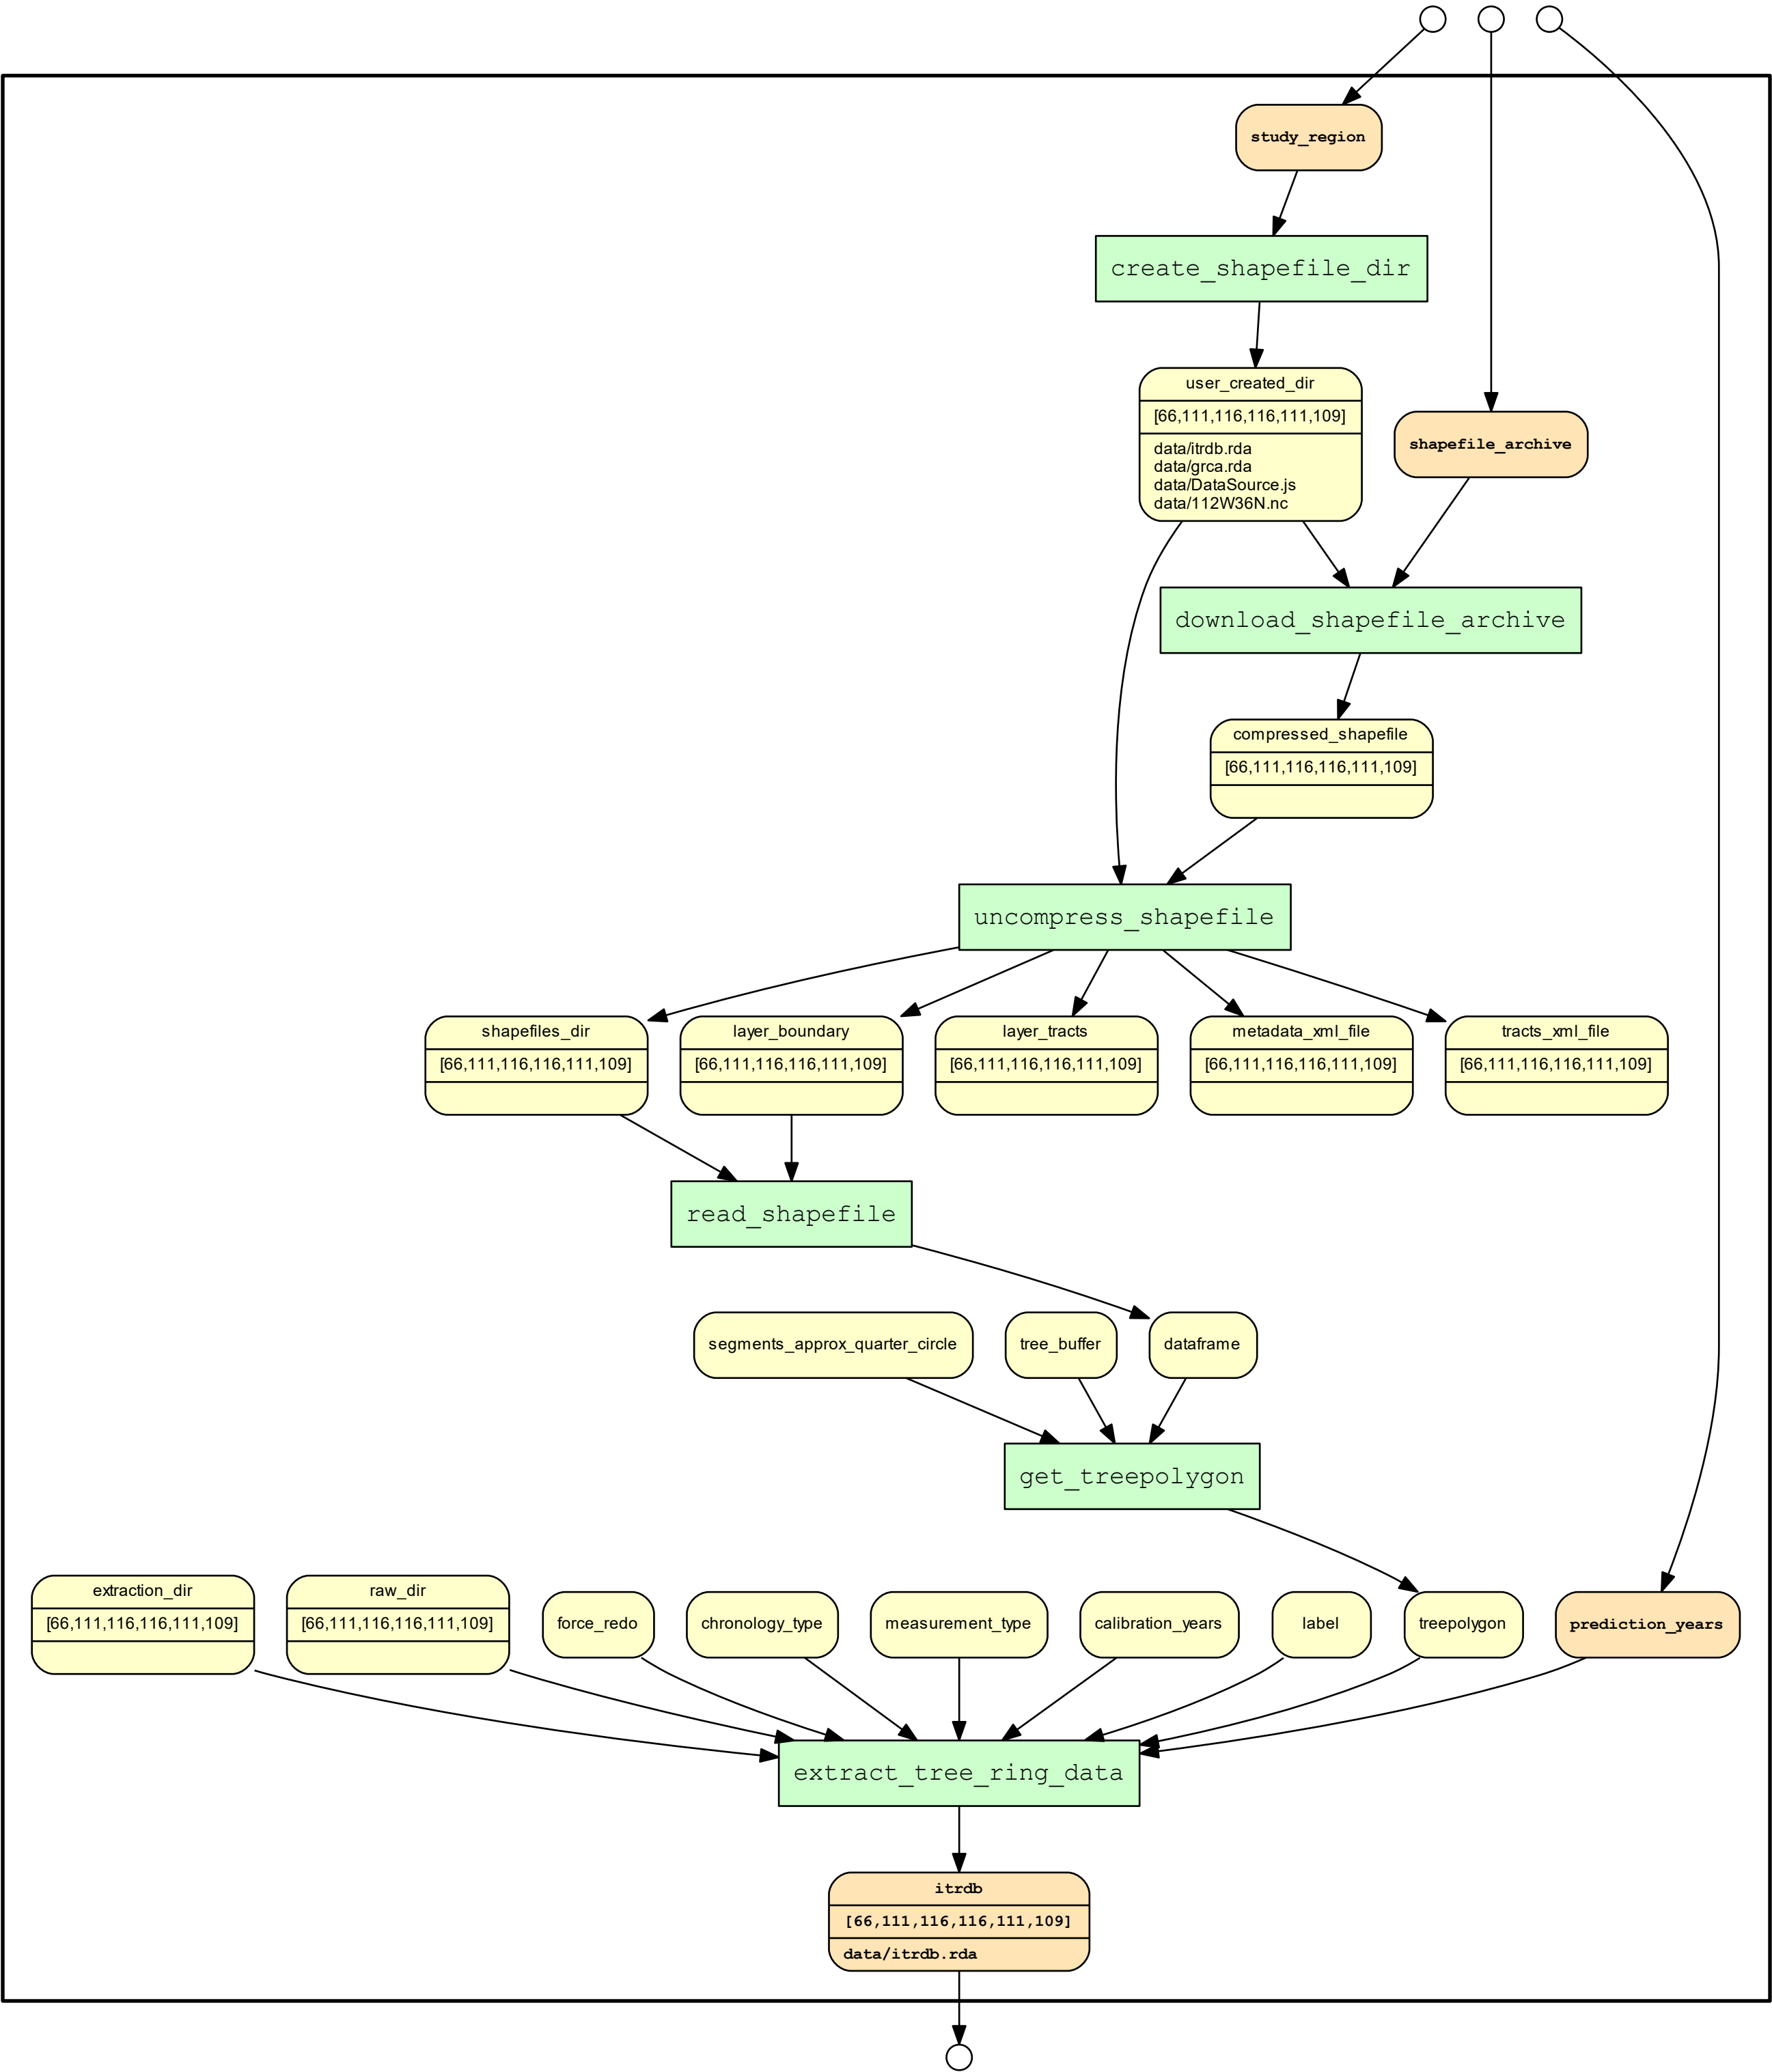 study_region
create_shapefile_dir
user_created_dir
[66,111,116,116,111,109]
data/itrdb.rda
data/grca.rda
data/DataSource.js
data/112W36N.nc
shapefile_archive
download_shapefile_archive
compressed_shapefile
[66,111,116,116,111,109]
uncompress_shapefile
shapefiles_dir
[66,111,116,116,111,109]
layer_boundary
[66,111,116,116,111,109]
layer_tracts
[66,111,116,116,111,109]
metadata_xml_file
[66,111,116,116,111,109]
tracts_xml_file
[66,111,116,116,111,109]
read_shapefile
segments_approx_quarter_circle
tree_buffer
dataframe
get_treepolygon
extraction_dir
[66,111,116,116,111,109]
raw_dir
[66,111,116,116,111,109]
force_redo
chronology_type
measurement_type
calibration_years
label
treepolygon
prediction_years
extract_tree_ring_data
itrdb
[66,111,116,116,111,109]
data/itrdb.rda